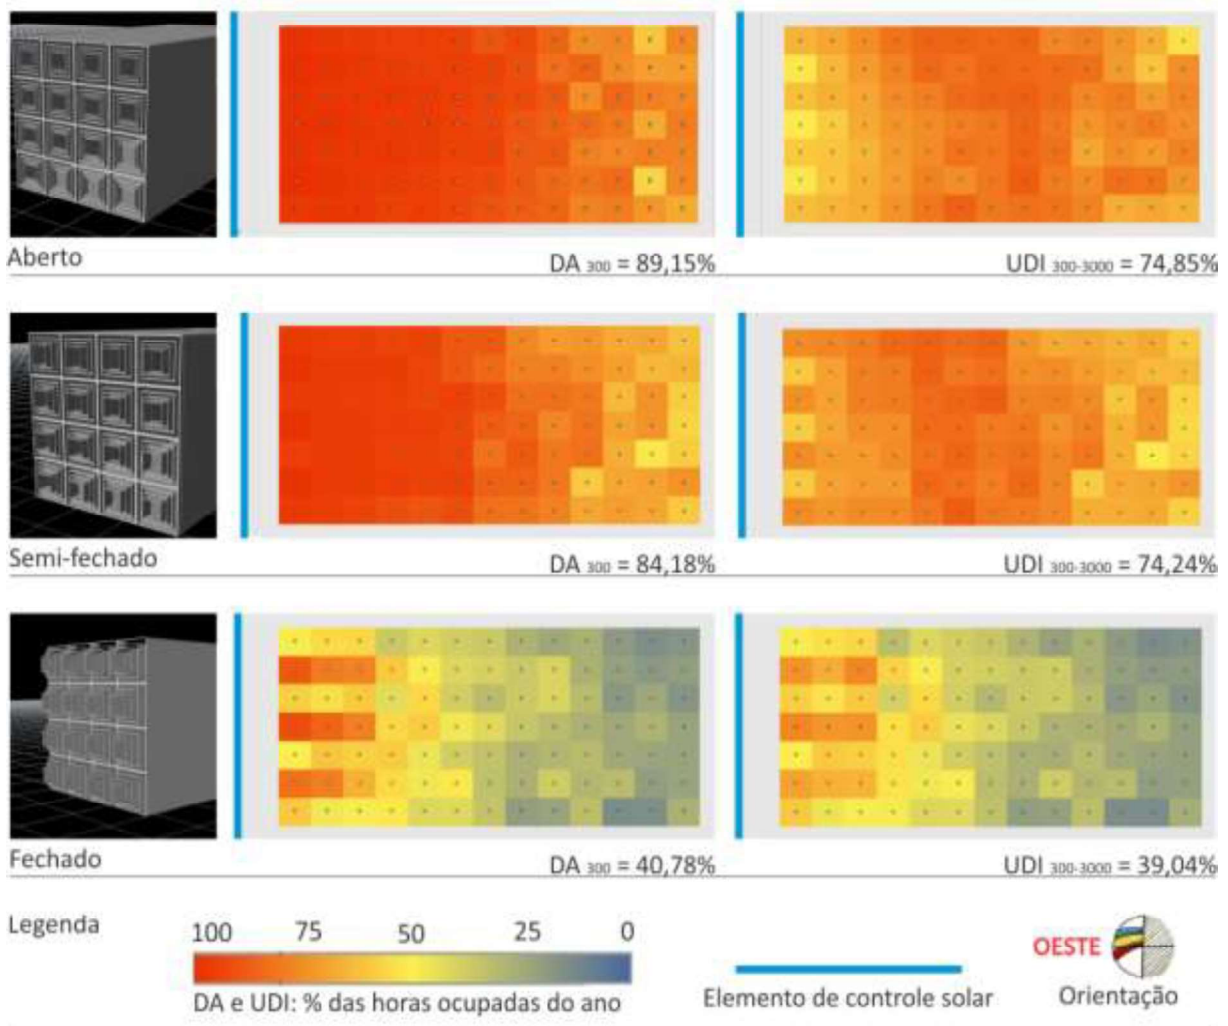 Aberto
DA 300 = 89,15%
UDI 300-3000 = 74,85%
Semi-fechado
DA 300 = 84,18%
UDI 300-3000 = 74,24%
Fechado
DA 300 = 40,78%
UDI 300-3000 = 39,04%
Legenda
100 75 50 25 0
DA e UDI: % das horas ocupadas do ano
Elemento de controle solar
OESTE
Orientação